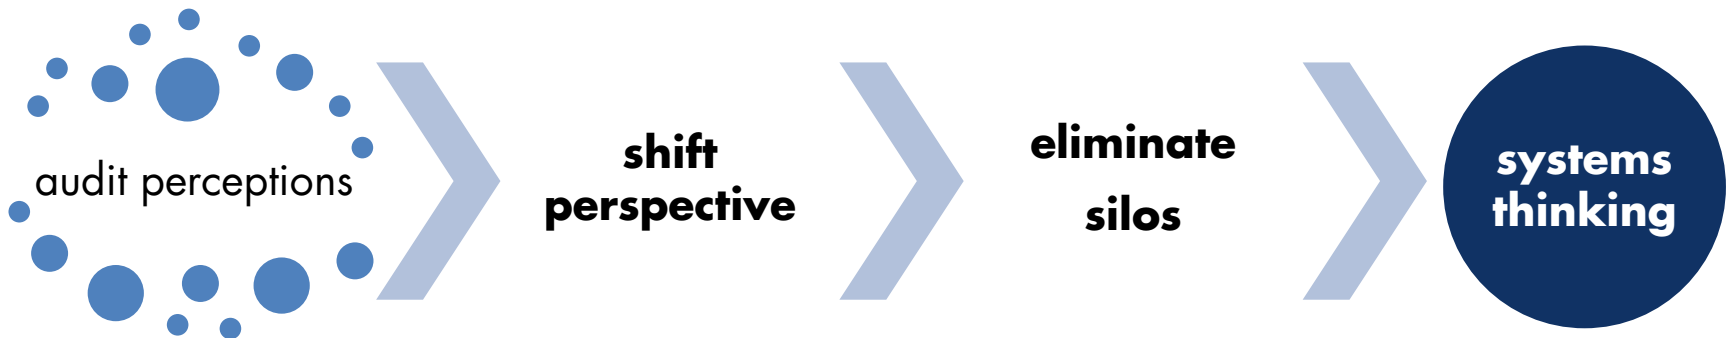 audit perceptions
shift
perspective
eliminate
silos
systems
thinking